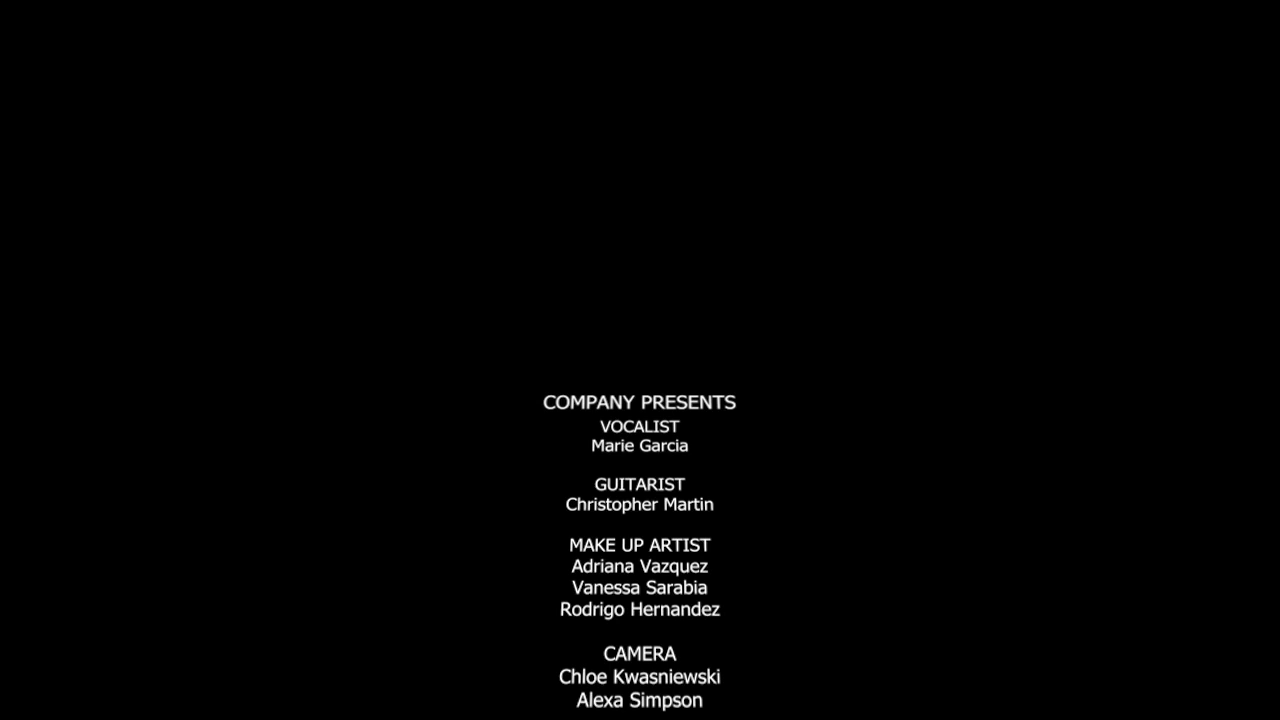 COMPANY PRESENTS
VOCALIST
Marie Garcia
GUITARIST
Christopher Martin
MAKE UP ARTIST
Adriana Vazquez
Vanessa Sarabia
Rodrigo Hernandez
CAMERA
Chloe Kwasniewski
Alexa Simpson